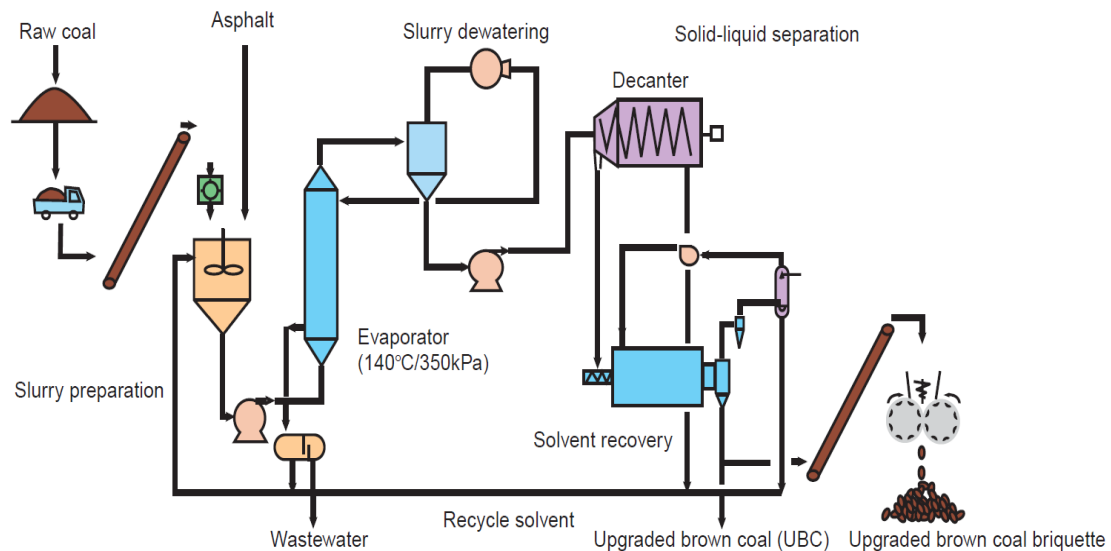 Raw coal
Asphalt
Slurry dewatering
Solid-liquid separation
Decanter
Evaporator
(140℃/350kPa)
Slurry preparation
Solvent recovery
Recycle solvent
Wastewater
Upgraded brown coal (UBC)
Upgraded brown coal briquette